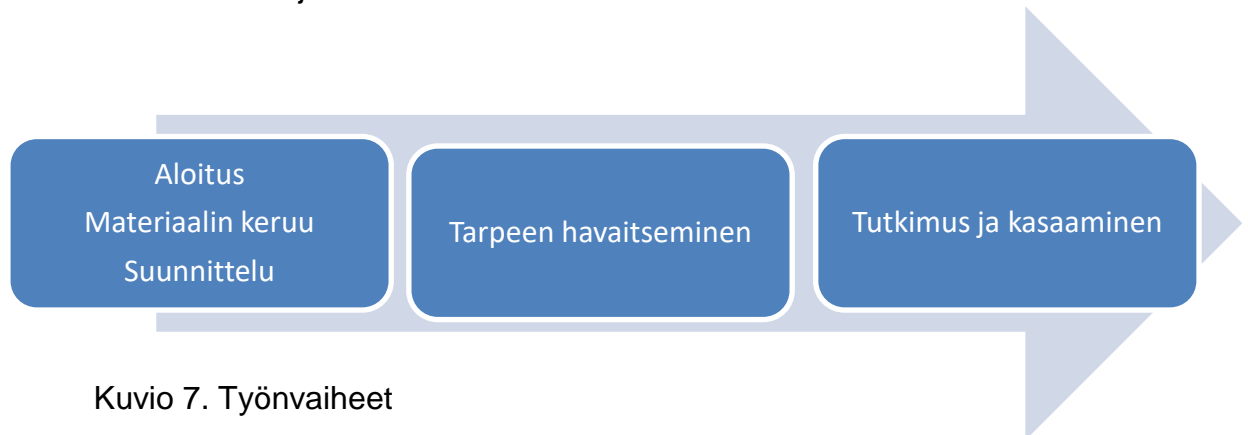 Aloitus
Materiaalin keruu
Suunnittelu
Tarpeen havaitseminen
Tutkimus ja kasaaminen
Kuvio 7. Työnvaiheet